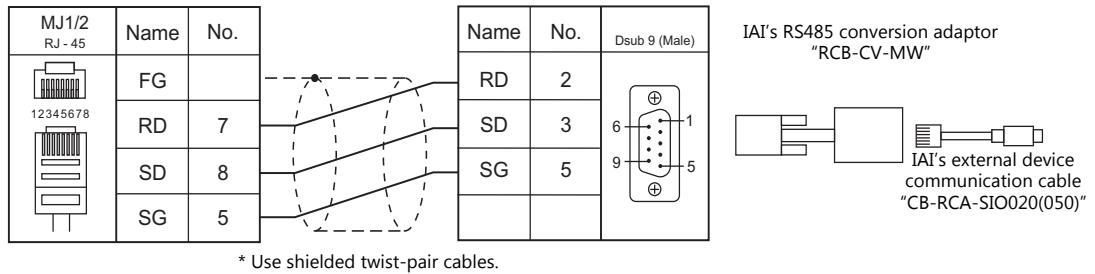 MJ1/2
RJ - 45
Name
No.
FG
RD
7
SD
8
SG
5
12345678
Name
No.
Dsub 9 (Male)
RD
2
SD
3
SG
5
6
1
9
5
* Use shielded twist-pair cables.
IAI's RS485 conversion adaptor
"RCB-CV-MW"
IAI's external device
communication cable
"CB-RCA-SIO020(050)"